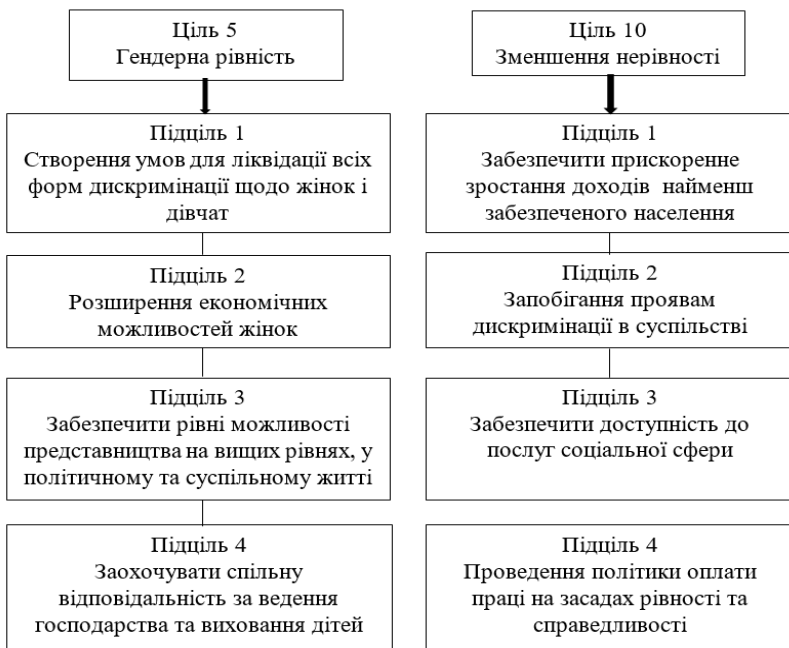 Ціль 5
Гендерна рівність
Підціль 1
Створення умов для ліквідації всіх
форм дискримінації щодо жінок і
дівчат
Підціль 2
Розширення економічних
можливостей жінок
Підціль 3
Забезпечити рівні можливості
представництва на вищих рівнях, у
політичному та суспільному житті
Підціль 4
Заохочувати спільну
відповідальність за ведення
господарства та виховання дітей
Ціль 10
Зменшення нерівності
Підціль 1
Забезпечити прискоренне
зростання доходів найменш
забезпеченого населення
Підціль 2
Запобігання проявам
дискримінації в суспільстві
Підціль 3
Забезпечити доступність до
послуг соціальної сфери
Підціль 4
Проведення політики оплати
праці на засадах рівності та
справедливості